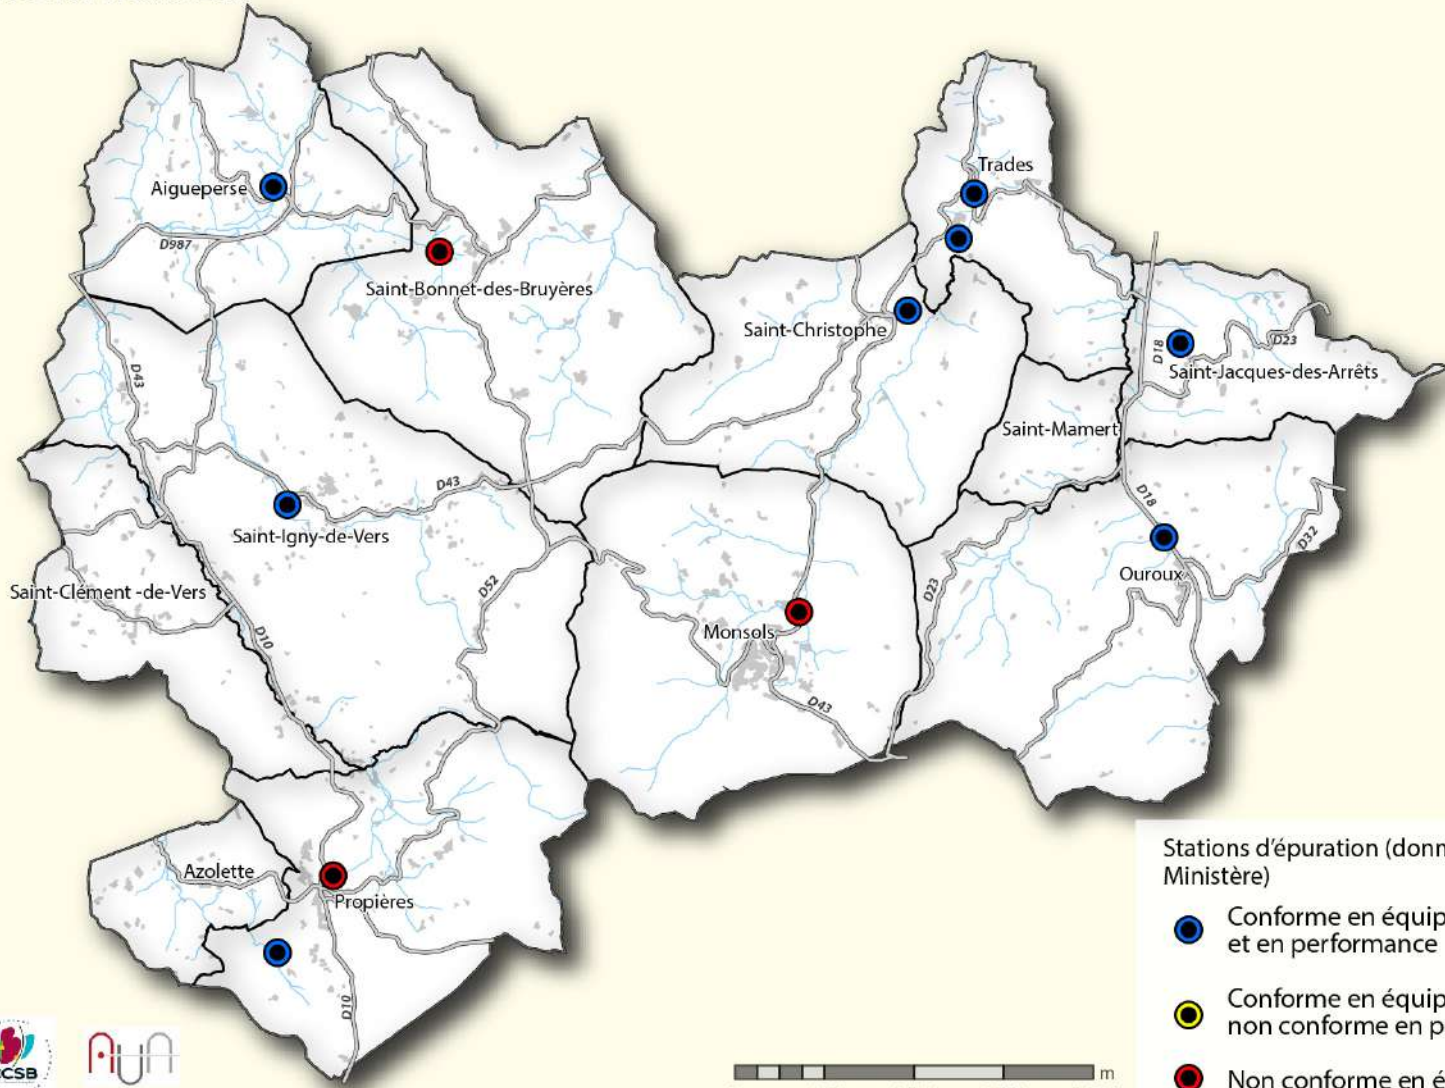 Trades
Aigueperse
D987
Saint-Bonnet-des-Bruyères
Saint-Christophe
D18
D23
Saint-Jacques-des-Arrêts
D43
Saint-Mamert
D43
D18
Saint-Igny-de-Vers
D32
Ouroux
D52
D23
Saint-Clément -de-Vers
D10
Monsols
D43
Azolette
Propières
D10
Stations d'épuration (donn
Ministère)
Conforme en équip
et en performance
Conforme en équip
non conforme en p
Non conforme en é
CCSB
AUA
m